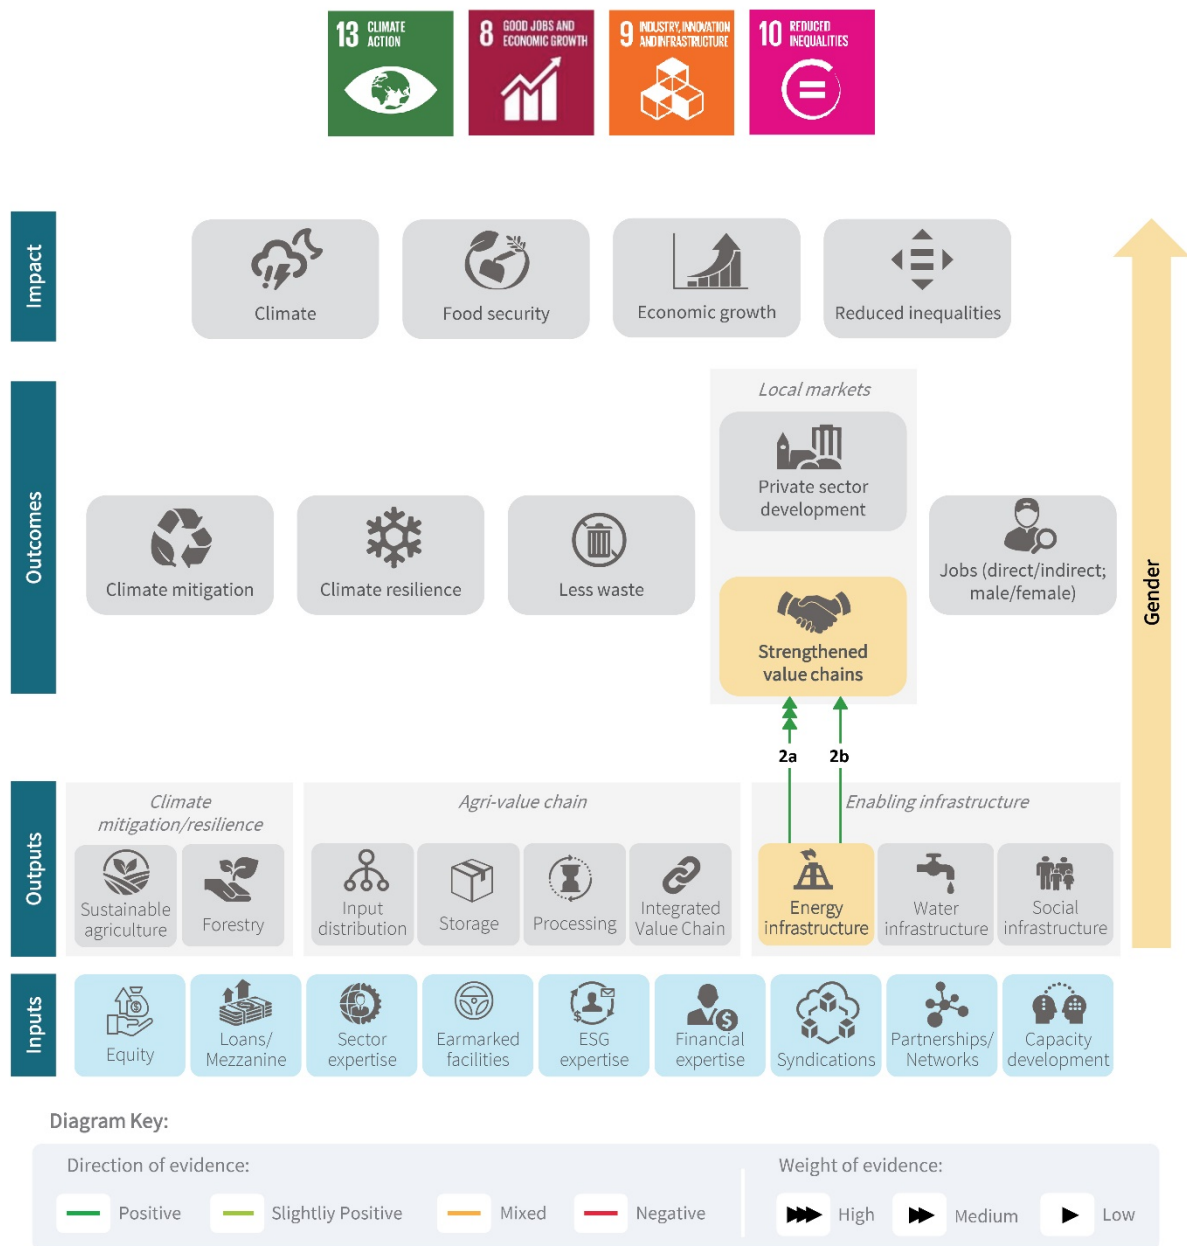 13 CLIMATE
ACTION
8 GOOD JOBS AND
ECONOMIC GROWTH
9 INDUSTRY, INNOVATION
AND INFRASTRUCTURE
10 REDUCED
INEQUALITIES
Impact
Climate
Food security
Economic growth
Reduced inequalities
Outcomes
Local markets
Private sector
development
Climate mitigation
Climate resilience
Less waste
Jobs (direct/indirect;
male/female)
Strengthened
value chains
Gender
2a
2b
Outputs
Climate
mitigation/resilience
Agri-value chain
Enabling infrastructure
Sustainable
agriculture
Forestry
Input
distribution
Storage
Processing
Integrated
Value Chain
Energy
infrastructure
Water
infrastructure
Social
infrastructure
Inputs
Equity
Loans/
Mezzanine
Sector
expertise
Earmarked
facilities
ESG
expertise
Financial
expertise
Syndications
Partnerships/
Networks
Capacity
development
Diagram Key:
Direction of evidence:
Positive
Slightliy Positive
Mixed
Negative
Weight of evidence:
High
Medium
Low